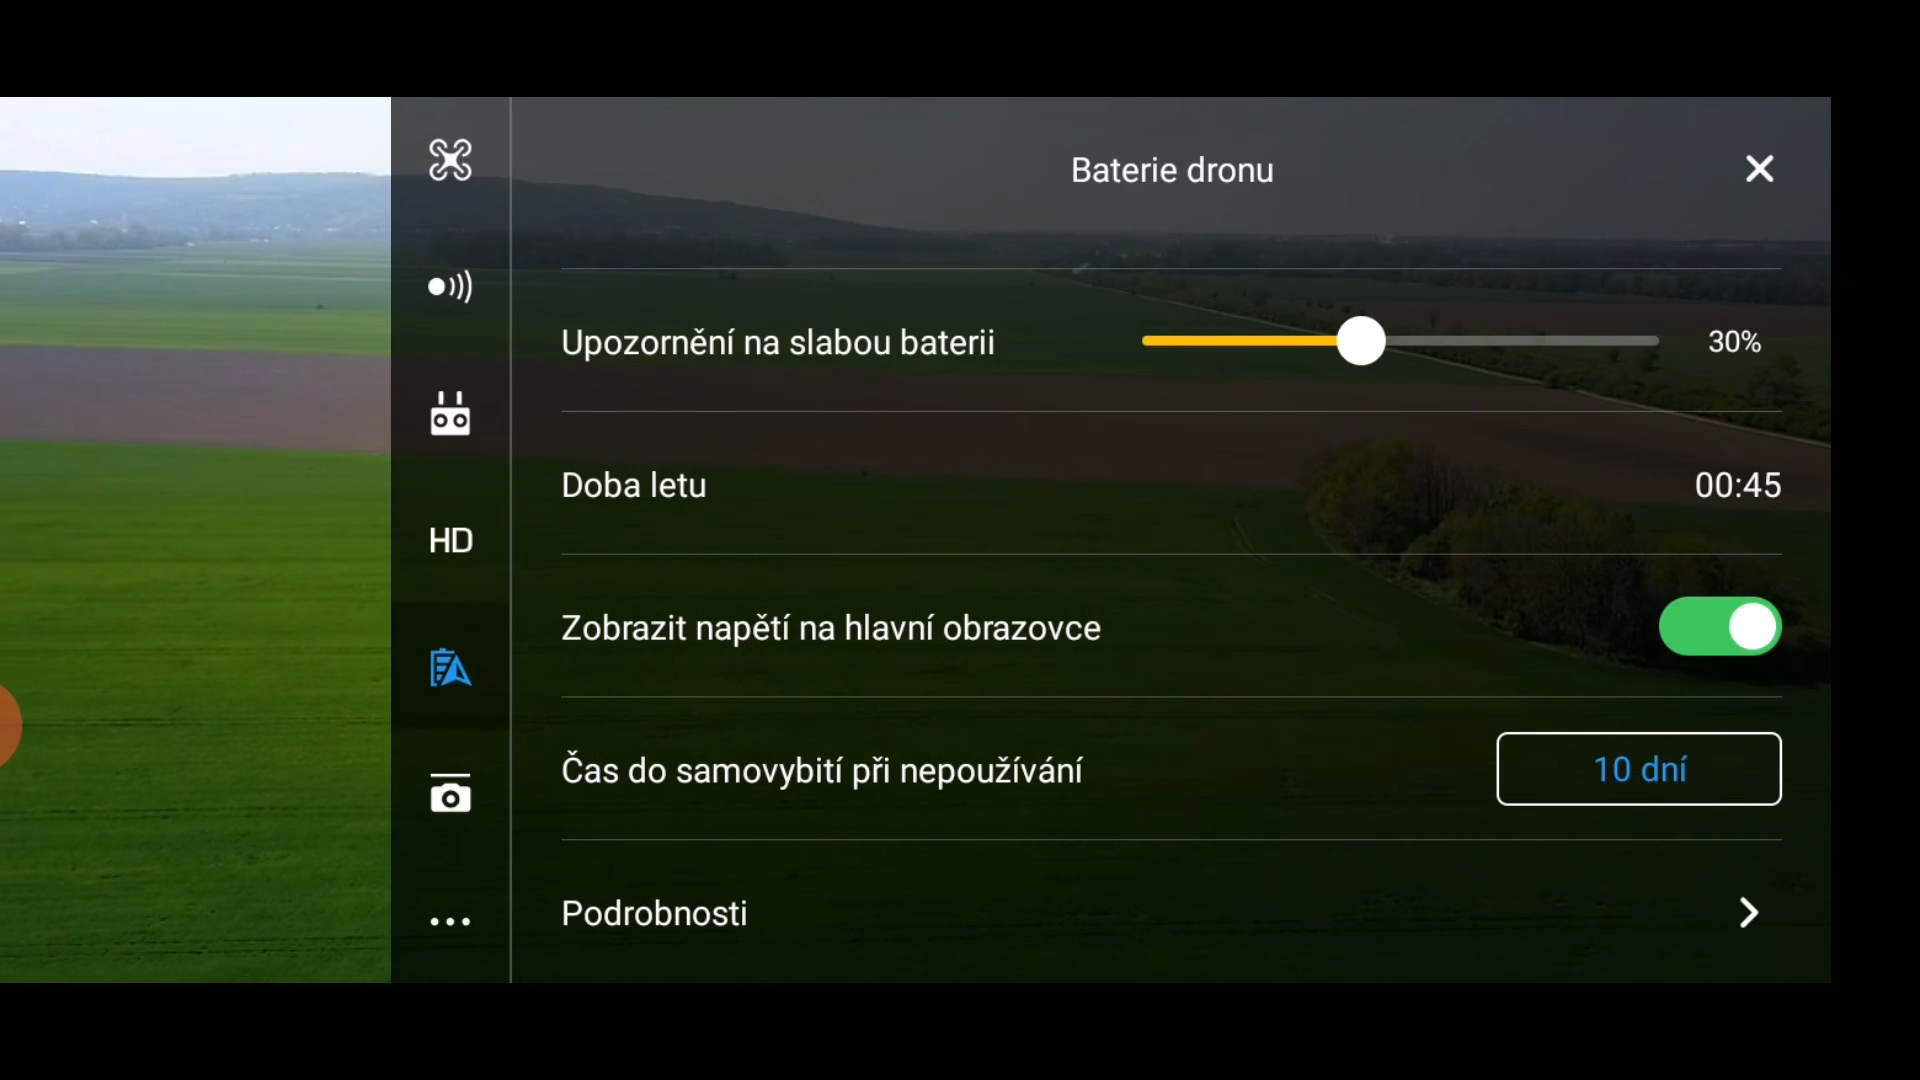 Baterie dronu
Upozornění na slabou baterii 30%
Doba letu 00:45
HD
Zobrazit napětí na hlavní obrazovce
Čas do samovybití při nepoužívání 10 dní
Podrobnosti